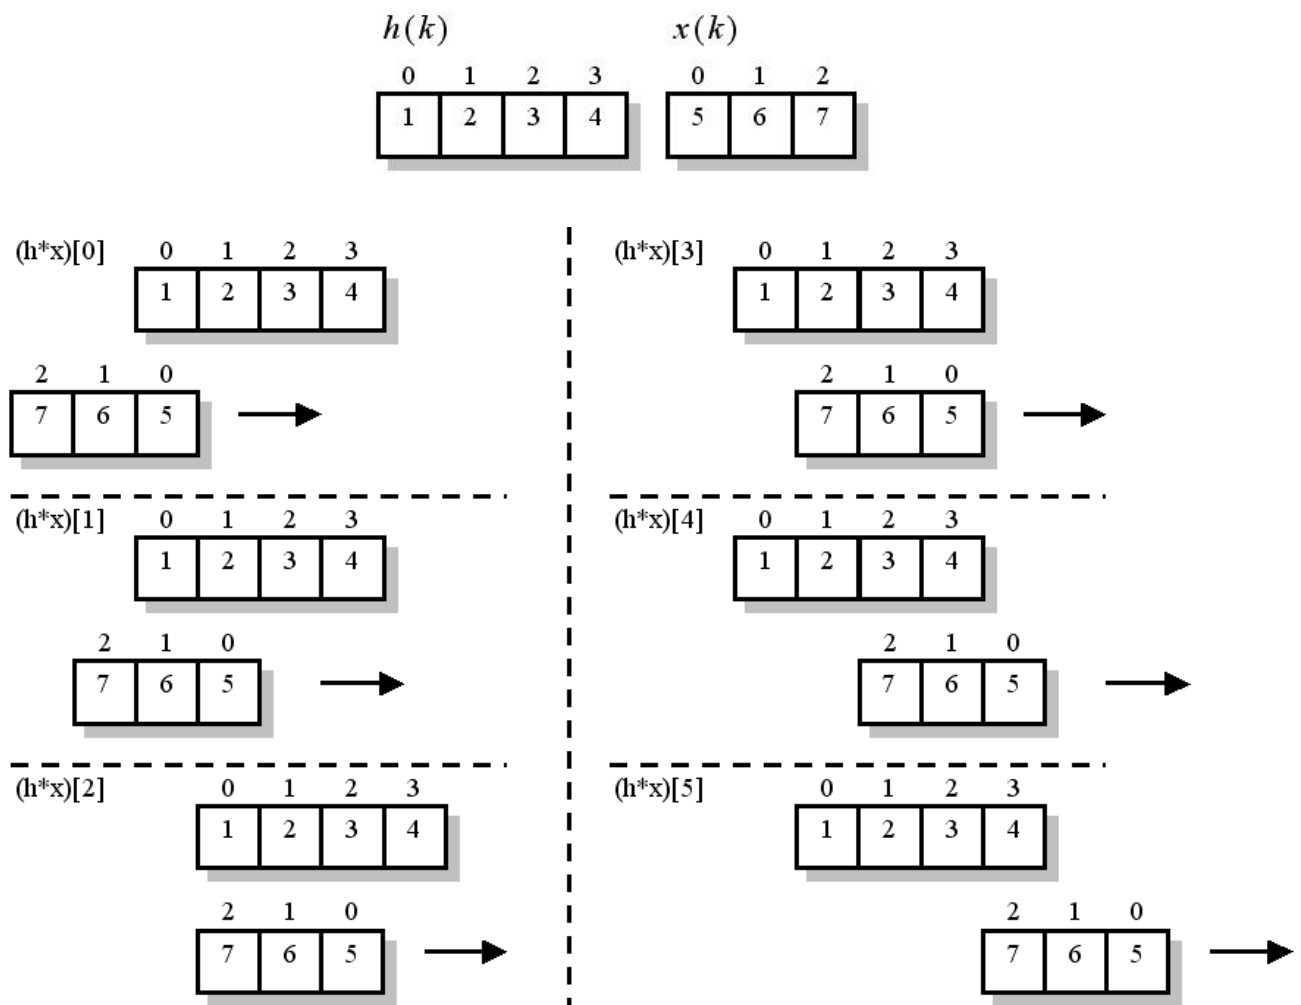 h(k) x(k)
0 1 2 3 0 1 2
1 2 3 4 5 6 7
(h*x)[0] 0 1 2 3
1 2 3 4
2 1 0
7 6 5
(h*x)[1] 0 1 2 3
1 2 3 4
2 1 0
7 6 5
(h*x)[2] 0 1 2 3
1 2 3 4
2 1 0
7 6 5
(h*x)[3] 0 1 2 3
1 2 3 4
2 1 0
7 6 5
(h*x)[4] 0 1 2 3
1 2 3 4
2 1 0
7 6 5
(h*x)[5] 0 1 2 3
1 2 3 4
2 1 0
7 6 5